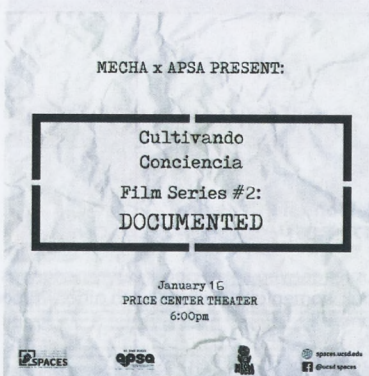 MECHA x APSA PRESENT:
Cultivando
Conciencia
Film Series #2:
DOCUMENTED
January 16
PRICE CENTER THEATER
6:00pm
SPACES
apsa
MECHA
spaces.ucsd.edu
@ucsd spaces